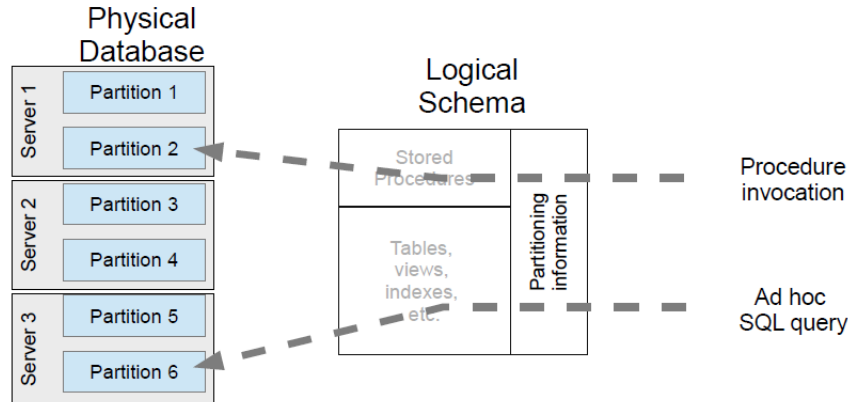 Physical
Database
Server 1
Partition 1
Partition 2
Server 2
Partition 3
Partition 4
Server 3
Partition 5
Partition 6
Logical
Schema
Stored
Procedures
Tables,
views,
indexes,
etc.
Partitioning
information
Procedure
invocation
Ad hoc
SQL query